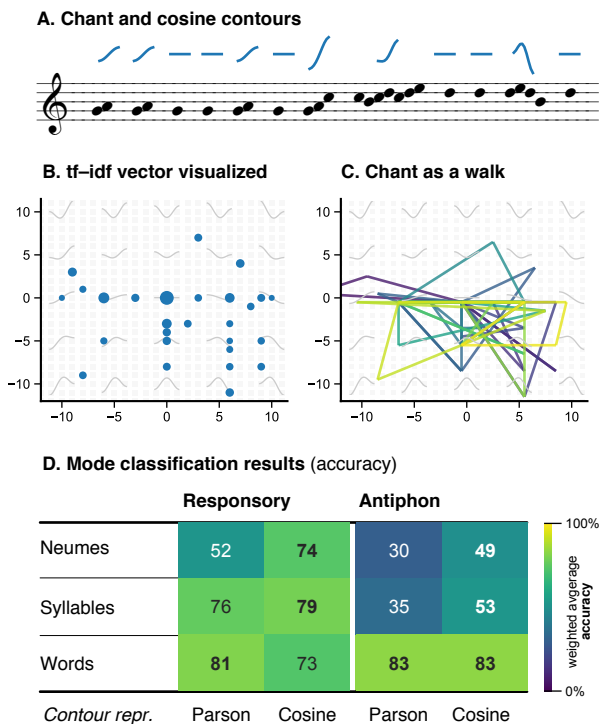 A. Chant and cosine contours
B. tf–idf vector visualized
C. Chant as a walk
10
5
0
−5
−10
−10
−5
0
5
10
10
5
0
−5
−10
−10
−5
0
5
10
D. Mode classification results (accuracy)
Responsory Antiphon
Neumes 52 74 30 49
Syllables 76 79 35 53
Words 81 73 83 83
Contour repr. Parson Cosine Parson Cosine
100%
0%
weighted avgerage
accuracy